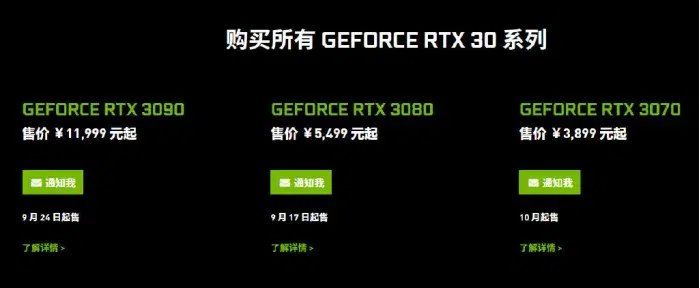 购买所有 GEFORCE RTX 30 系列
GEFORCE RTX 3090
售价 ¥11,999 元起
通知我
9 月 24 日起售
了解详情 >
GEFORCE RTX 3080
售价 ¥5,499 元起
通知我
9 月 17 日起售
了解详情 >
GEFORCE RTX 3070
售价 ¥3,899 元起
通知我
10 月起售
了解详情 >